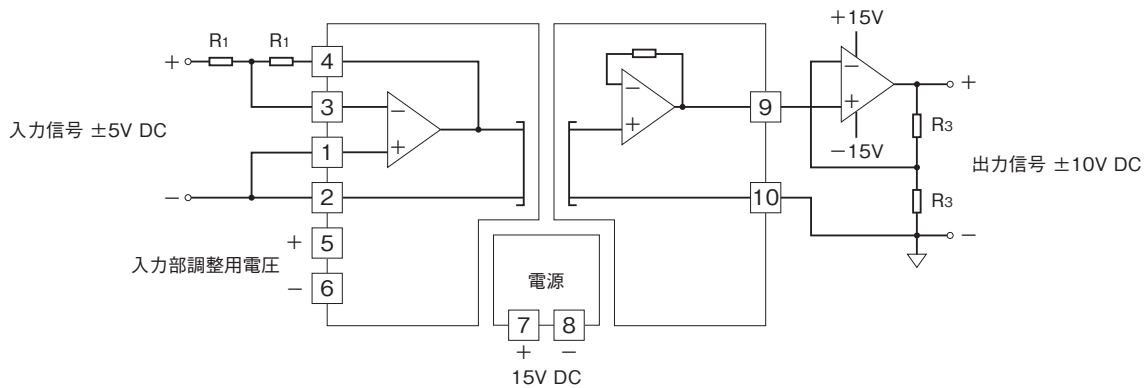 +15V
R1 R1
+ 4
3 − − 9 − +
入力信号 ±5V DC
1 + + + R3
−15V
出力信号 ±10V DC
− 2 10 R3
−
+ 5
入力部調整用電圧
− 6
電源
7 8
+ −
15V DC